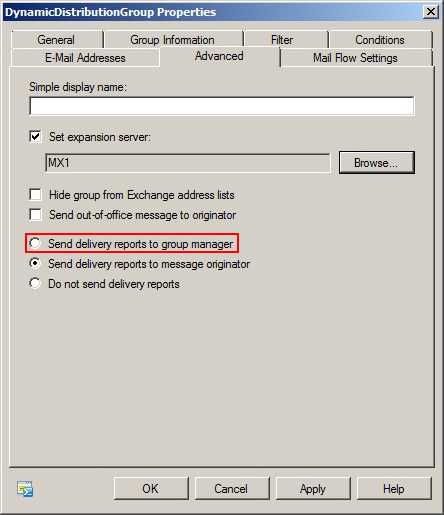 DynamicDistributionGroup Properties
General Group Information Filter Conditions
E-Mail Addresses Advanced Mail Flow Settings
Simple display name:
Set expansion server:
MX1 Browse...
Hide group from Exchange address lists
Send out-of-office message to originator
Send delivery reports to group manager
Send delivery reports to message originator
Do not send delivery reports
OK Cancel Apply Help